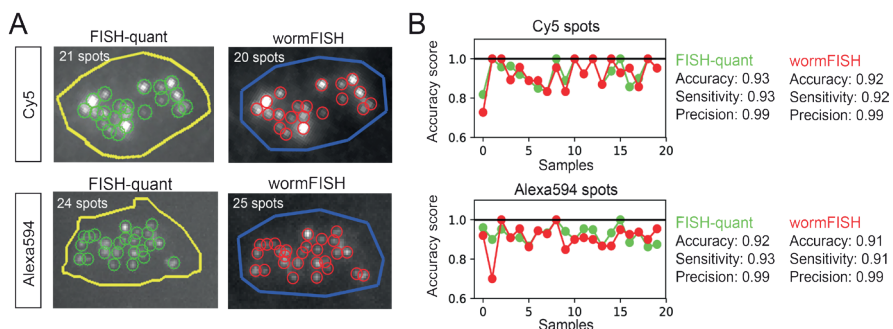 A
FISH-quant
wormFISH
Cy5
21 spots
20 spots
FISH-quant
wormFISH
Alexa594
24 spots
25 spots
B
Cy5 spots
Accuracy score
1.0
0.8
0.6
0
5
10
15
20
Samples
FISH-quant
Accuracy: 0.93
Sensitivity: 0.93
Precision: 0.99
wormFISH
Accuracy: 0.92
Sensitivity: 0.92
Precision: 0.99
Alexa594 spots
Accuracy score
1.0
0.8
0.6
0
5
10
15
20
Samples
FISH-quant
Accuracy: 0.92
Sensitivity: 0.93
Precision: 0.99
wormFISH
Accuracy: 0.91
Sensitivity: 0.91
Precision: 0.99